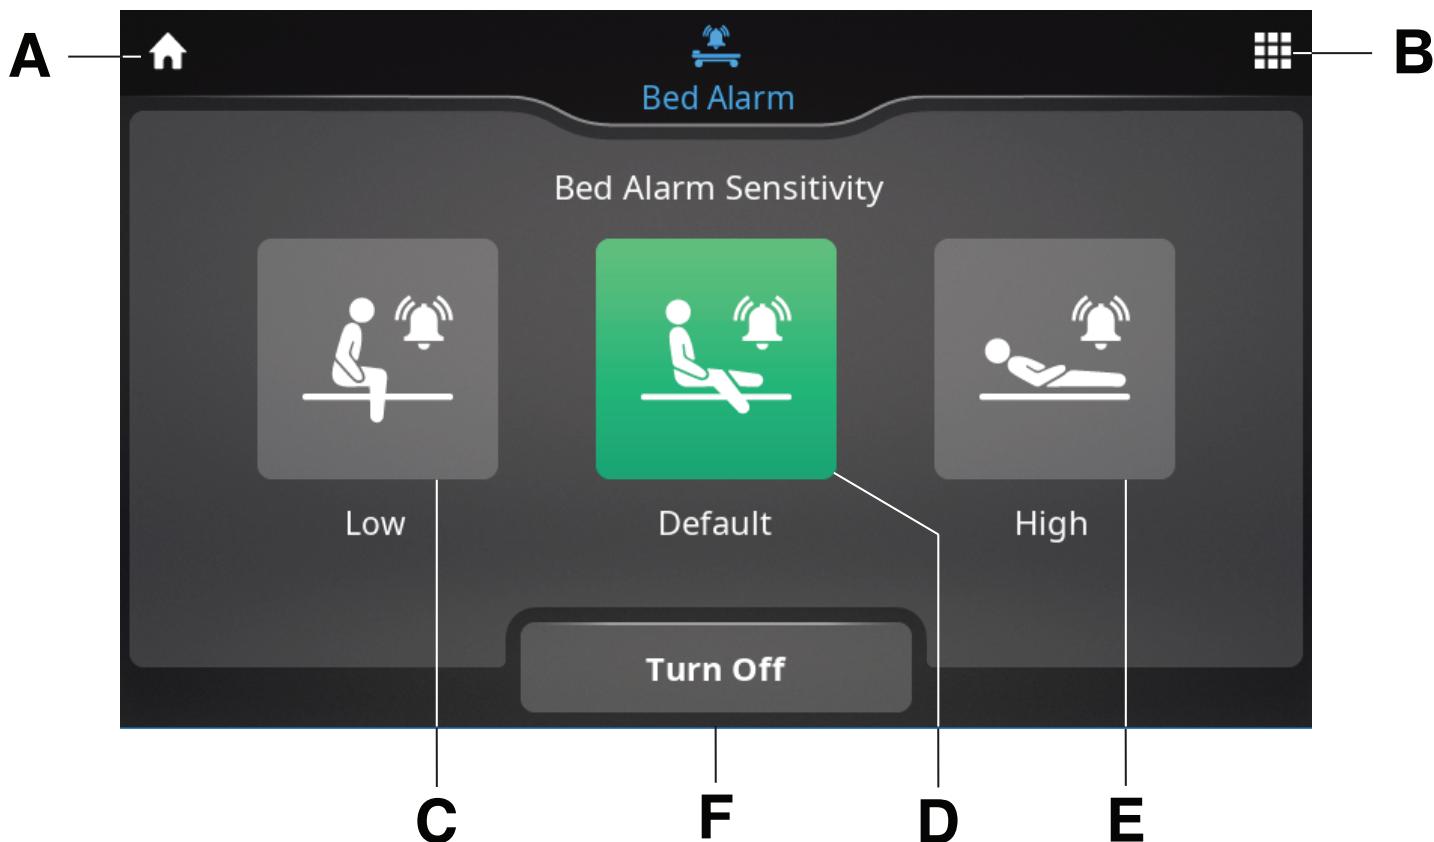 A
B
Bed Alarm
Bed Alarm Sensitivity
Low
Default
High
Turn Off
C
F
D
E